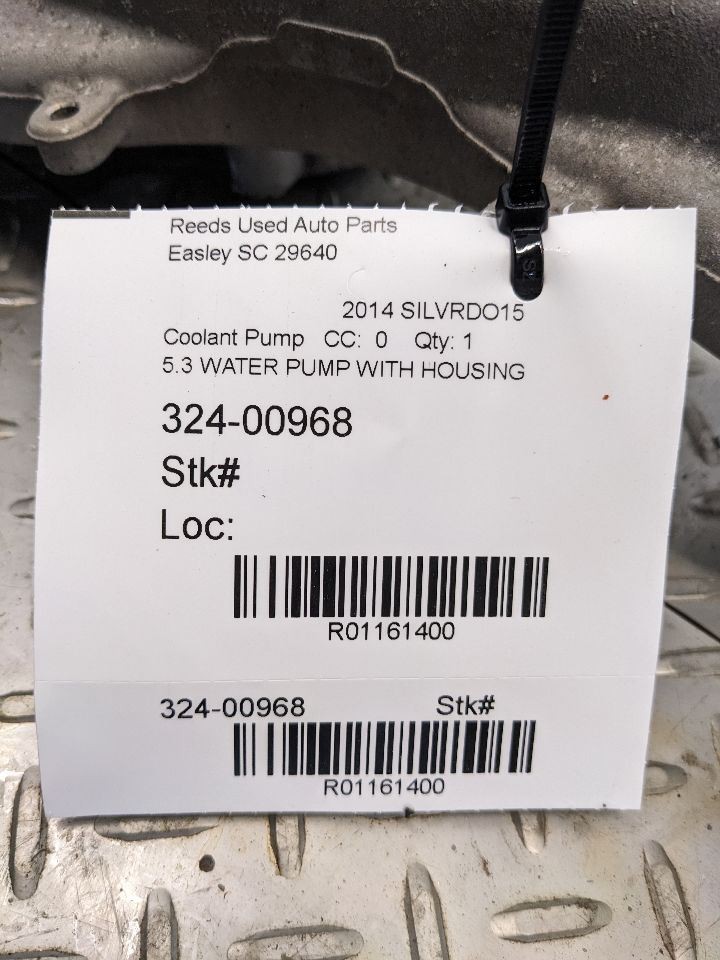 Reeds Used Auto Parts
Easley SC 29640
2014 SILVRDO15
Coolant Pump CC: 0 Qty: 1
5.3 WATER PUMP WITH HOUSING
324-00968
Stk#
Loc:
R01161400
324-00968 Stk#
R01161400